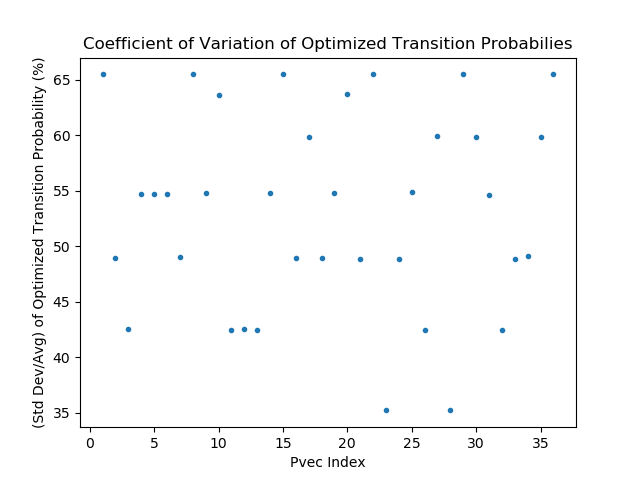 Coefficient of Variation of Optimized Transition Probabilies
(Std Dev/Avg) of Optimized Transition Probability (%)
65
60
55
50
45
40
35
0 5 10 15 20 25 30 35
Pvec Index